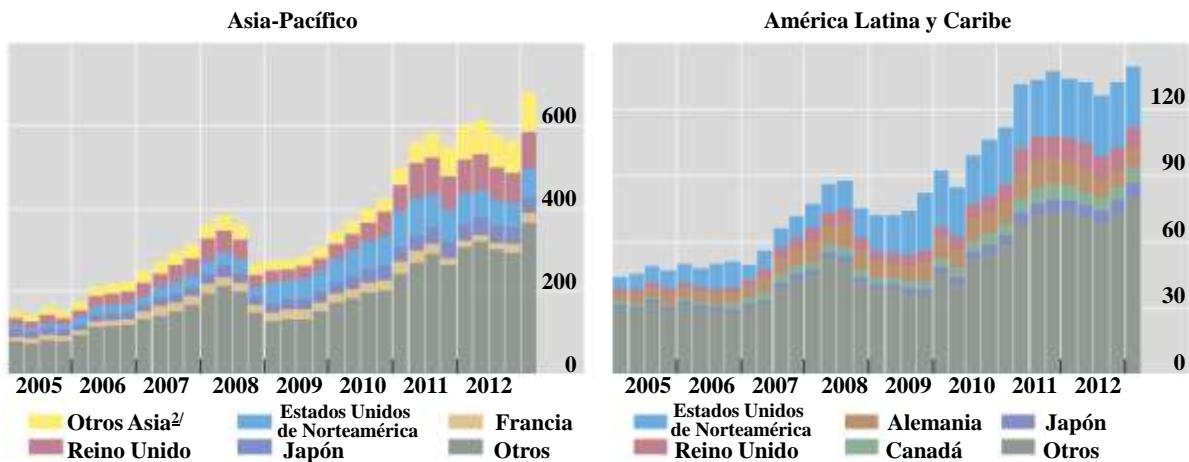 Asia-Pacífico
600
400
200
0
2005 2006 2007 2008 2009 2010 2011 2012
Otros Asia2/
Estados Unidos
de Norteamérica
Francia
Reino Unido
Japón
Otros
América Latina y Caribe
120
90
60
30
0
2005 2006 2007 2008 2009 2010 2011 2012
Estados Unidos
de Norteamérica
Alemania
Japón
Reino Unido
Canadá
Otros